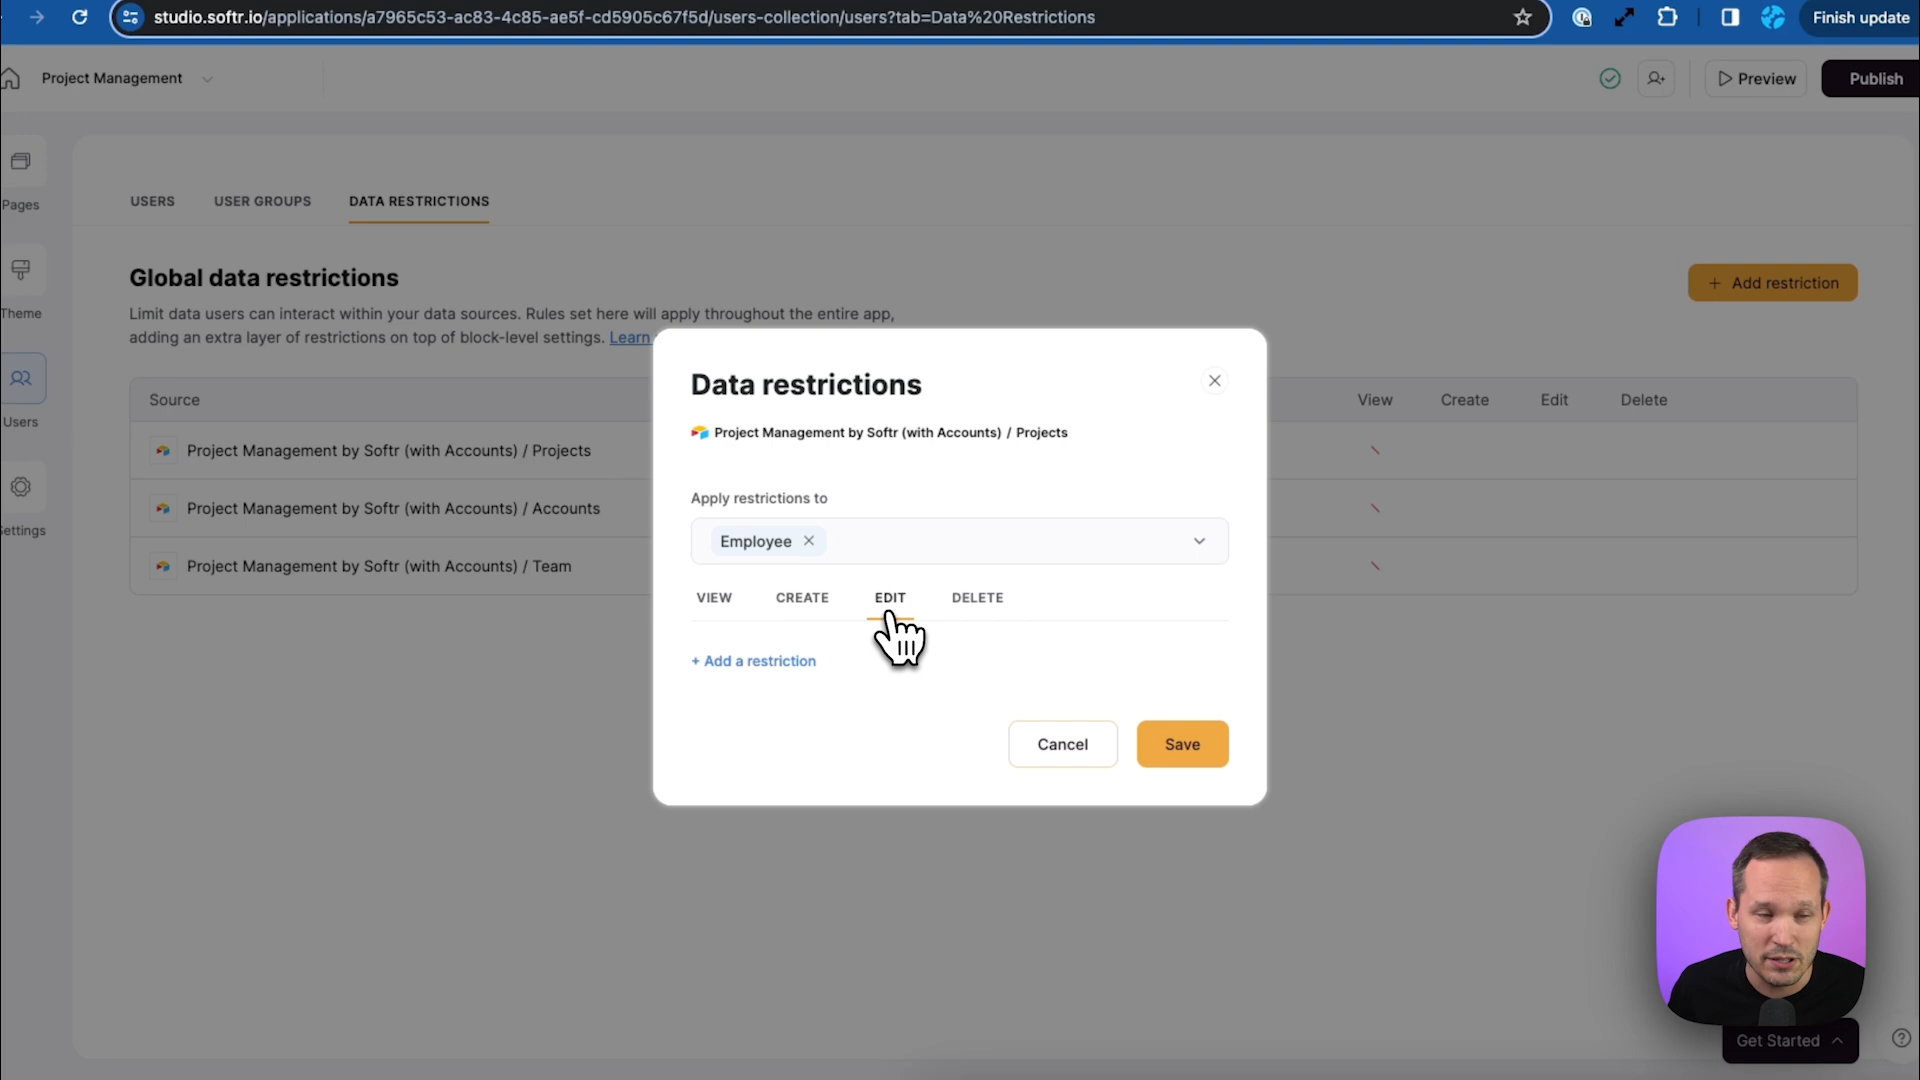 studio.softr.io/applications/a7965c53-ac83-4c85-ae5f-cd5905c67f5d/users-collection/users?tab=Data%20Restrictions
Finish update
Project Management
Preview
Publish
Pages
Theme
Users
Settings
USERS
USER GROUPS
DATA RESTRICTIONS
Global data restrictions
+ Add restriction
Limit data users can interact within your data sources. Rules set here will apply throughout the entire app,
adding an extra layer of restrictions on top of block-level settings. Learn
Source
View
Create
Edit
Delete
Project Management by Softr (with Accounts) / Projects
Project Management by Softr (with Accounts) / Accounts
Project Management by Softr (with Accounts) / Team
Data restrictions
Project Management by Softr (with Accounts) / Projects
Apply restrictions to
Employee
VIEW
CREATE
EDIT
DELETE
+ Add a restriction
Cancel
Save
Get Started